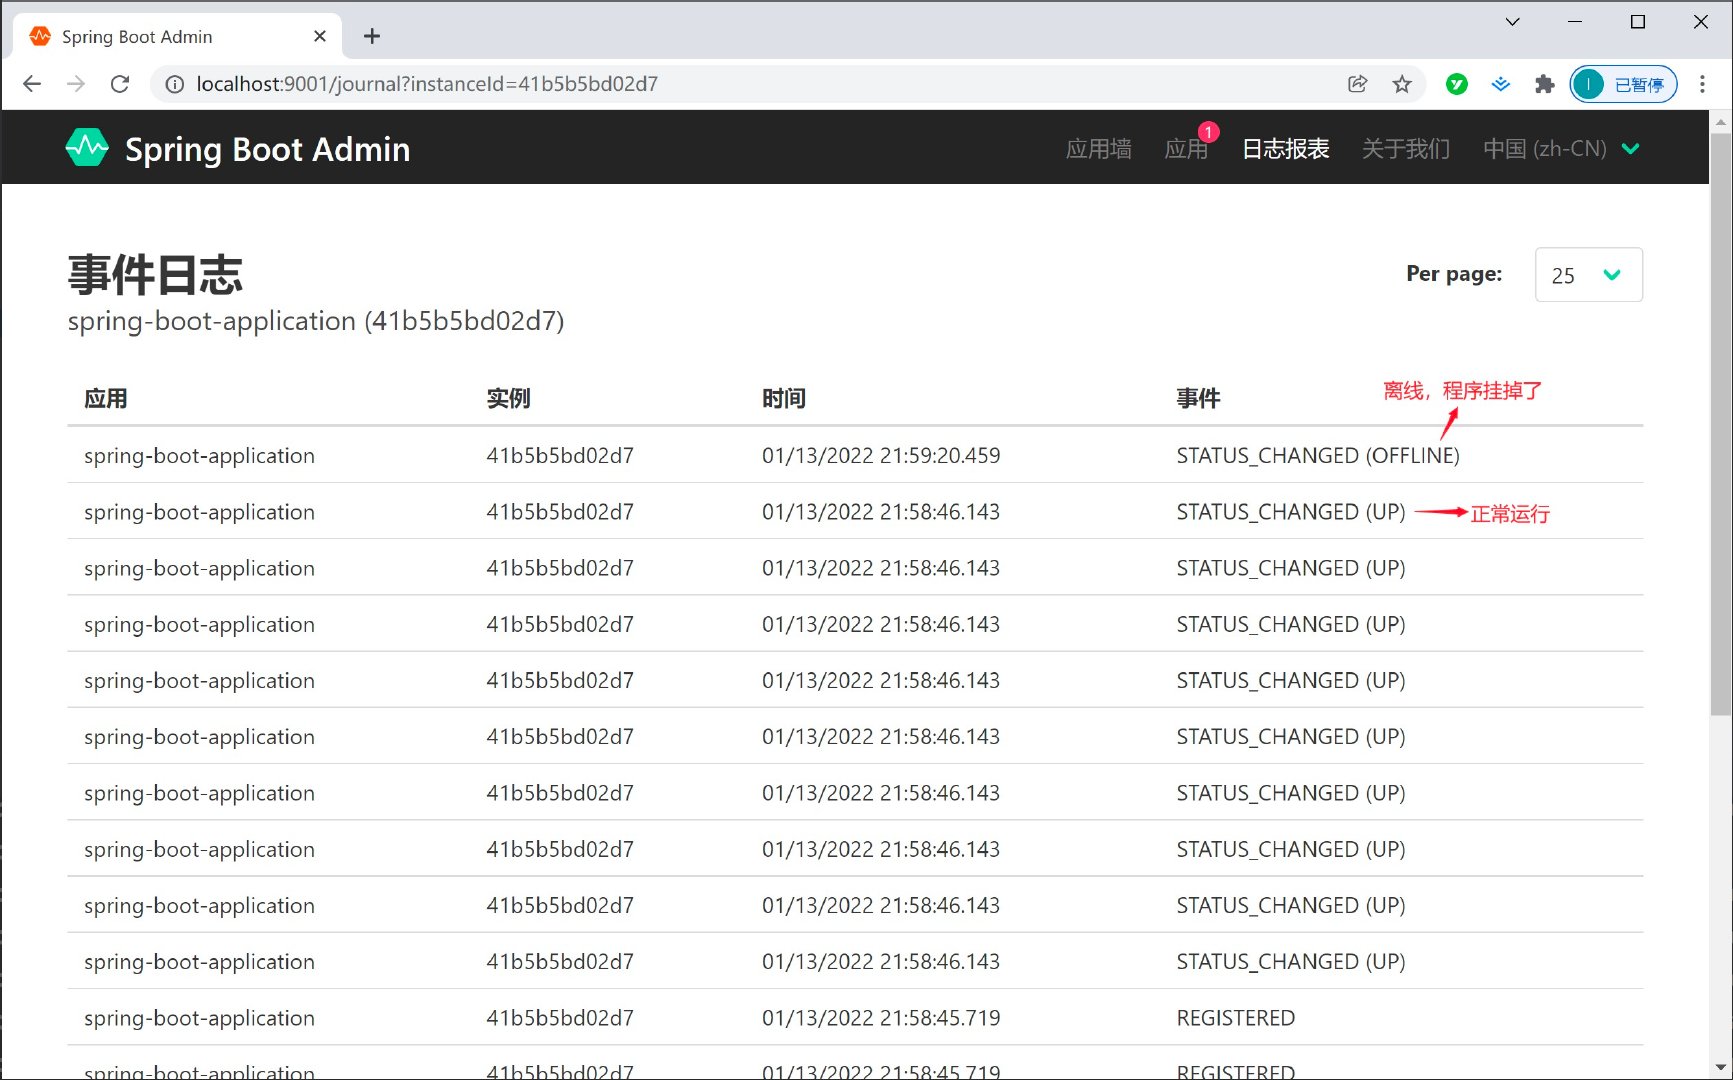 Spring Boot Admin
localhost:9001/journal?instanceId=41b5b5bd02d7
I 已暂停
Spring Boot Admin
应用墙 应用 1 日志报表 关于我们 中国 (zh-CN)
事件日志
Per page: 25
spring-boot-application (41b5b5bd02d7)
离线，程序挂掉了
应用 实例 时间 事件
spring-boot-application 41b5b5bd02d7 01/13/2022 21:59:20.459 STATUS_CHANGED (OFFLINE)
spring-boot-application 41b5b5bd02d7 01/13/2022 21:58:46.143 STATUS_CHANGED (UP) 正常运行
spring-boot-application 41b5b5bd02d7 01/13/2022 21:58:46.143 STATUS_CHANGED (UP)
spring-boot-application 41b5b5bd02d7 01/13/2022 21:58:46.143 STATUS_CHANGED (UP)
spring-boot-application 41b5b5bd02d7 01/13/2022 21:58:46.143 STATUS_CHANGED (UP)
spring-boot-application 41b5b5bd02d7 01/13/2022 21:58:46.143 STATUS_CHANGED (UP)
spring-boot-application 41b5b5bd02d7 01/13/2022 21:58:46.143 STATUS_CHANGED (UP)
spring-boot-application 41b5b5bd02d7 01/13/2022 21:58:46.143 STATUS_CHANGED (UP)
spring-boot-application 41b5b5bd02d7 01/13/2022 21:58:46.143 STATUS_CHANGED (UP)
spring-boot-application 41b5b5bd02d7 01/13/2022 21:58:46.143 STATUS_CHANGED (UP)
spring-boot-application 41b5b5bd02d7 01/13/2022 21:58:45.719 REGISTERED
spring-boot-application 41b5b5bd02d7 01/13/2022 21:58:45.719 REGISTERED